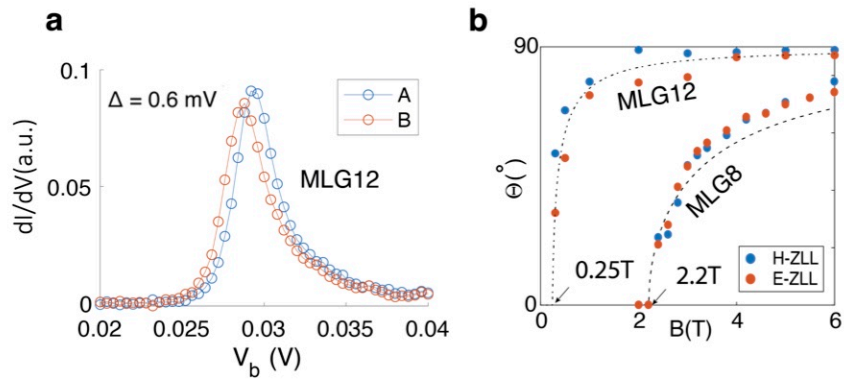 a
0.1
Δ = 0.6 mV
A
B
MLG12
dI/dV(a.u.)
0.05
0
0.02
0.025
0.03
0.035
0.04
V_b (V)
b
90
MLG12
MLG8
Θ(°)
H-ZLL
E-ZLL
0.25T
2.2T
0
0
2
4
6
B(T)